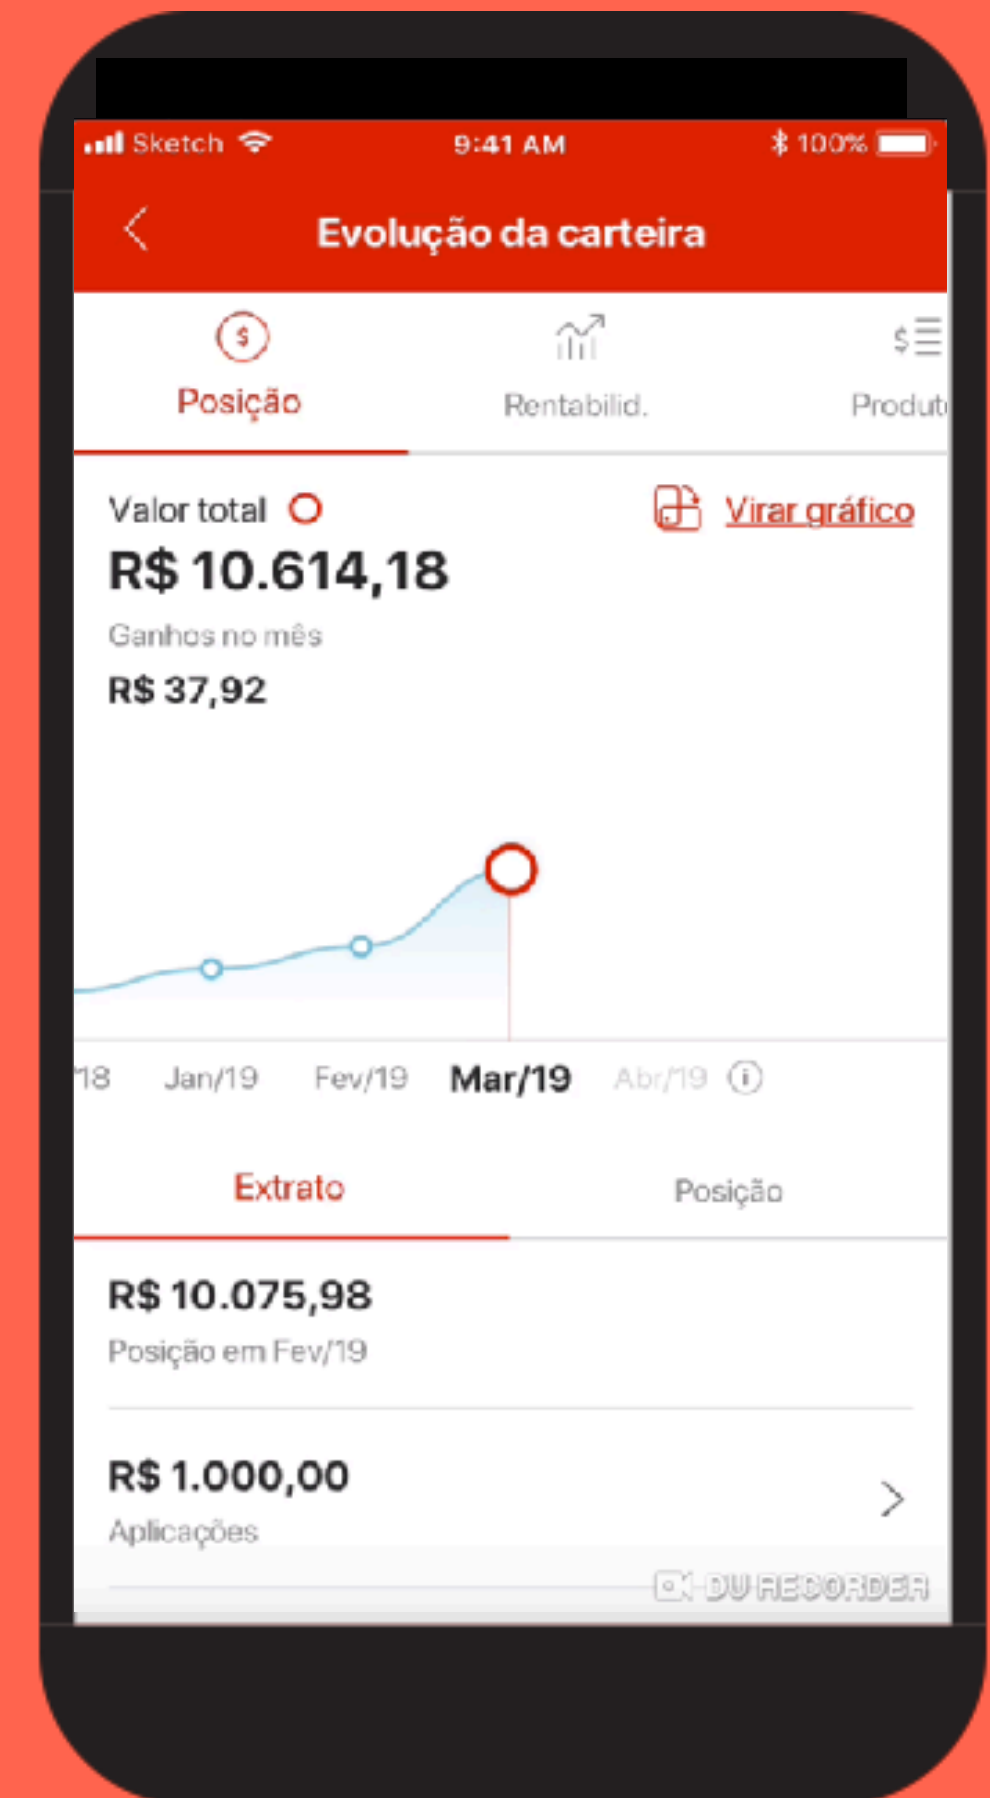 Sketch 9:41 AM 100%
Evolução da carteira
$ $
Posição Rentabilid. Produt
Valor total Virar gráfico
R$ 10.614,18
Ganhos no mês
R$ 37,92
'18 Jan/19 Fev/19 Mar/19 Abr/19 i
Extrato Posição
R$ 10.075,98
Posição em Fev/19
R$ 1.000,00
Aplicações
DU RECORDER